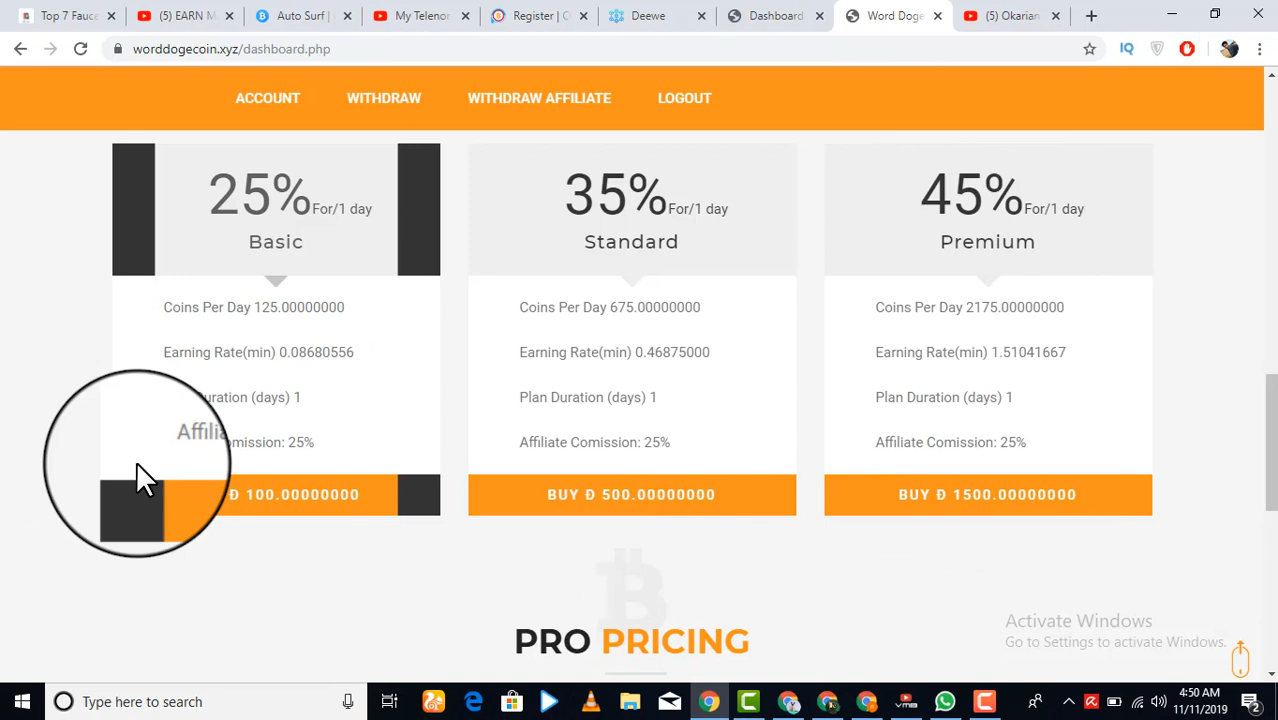 Top 7 Fauce
(5) EARN M
Auto Surf |
My Telenor
Register | C
Deewe
Dashboard
Word Doge
(5) Okarian
worddogecoin.xyz/dashboard.php
IQ
ACCOUNT WITHDRAW WITHDRAW AFFILIATE LOGOUT
25% For/1 day
Basic
Coins Per Day 125.00000000
Earning Rate(min) 0.08680556
uration (days) 1
Affilia omission: 25%
Đ 100.00000000
35% For/1 day
Standard
Coins Per Day 675.00000000
Earning Rate(min) 0.46875000
Plan Duration (days) 1
Affiliate Comission: 25%
BUY Đ 500.00000000
45% For/1 day
Premium
Coins Per Day 2175.00000000
Earning Rate(min) 1.51041667
Plan Duration (days) 1
Affiliate Comission: 25%
BUY Đ 1500.00000000
PRO PRICING
Activate Windows
Go to Settings to activate Windows.
Type here to search
4:50 AM
11/11/2019
2